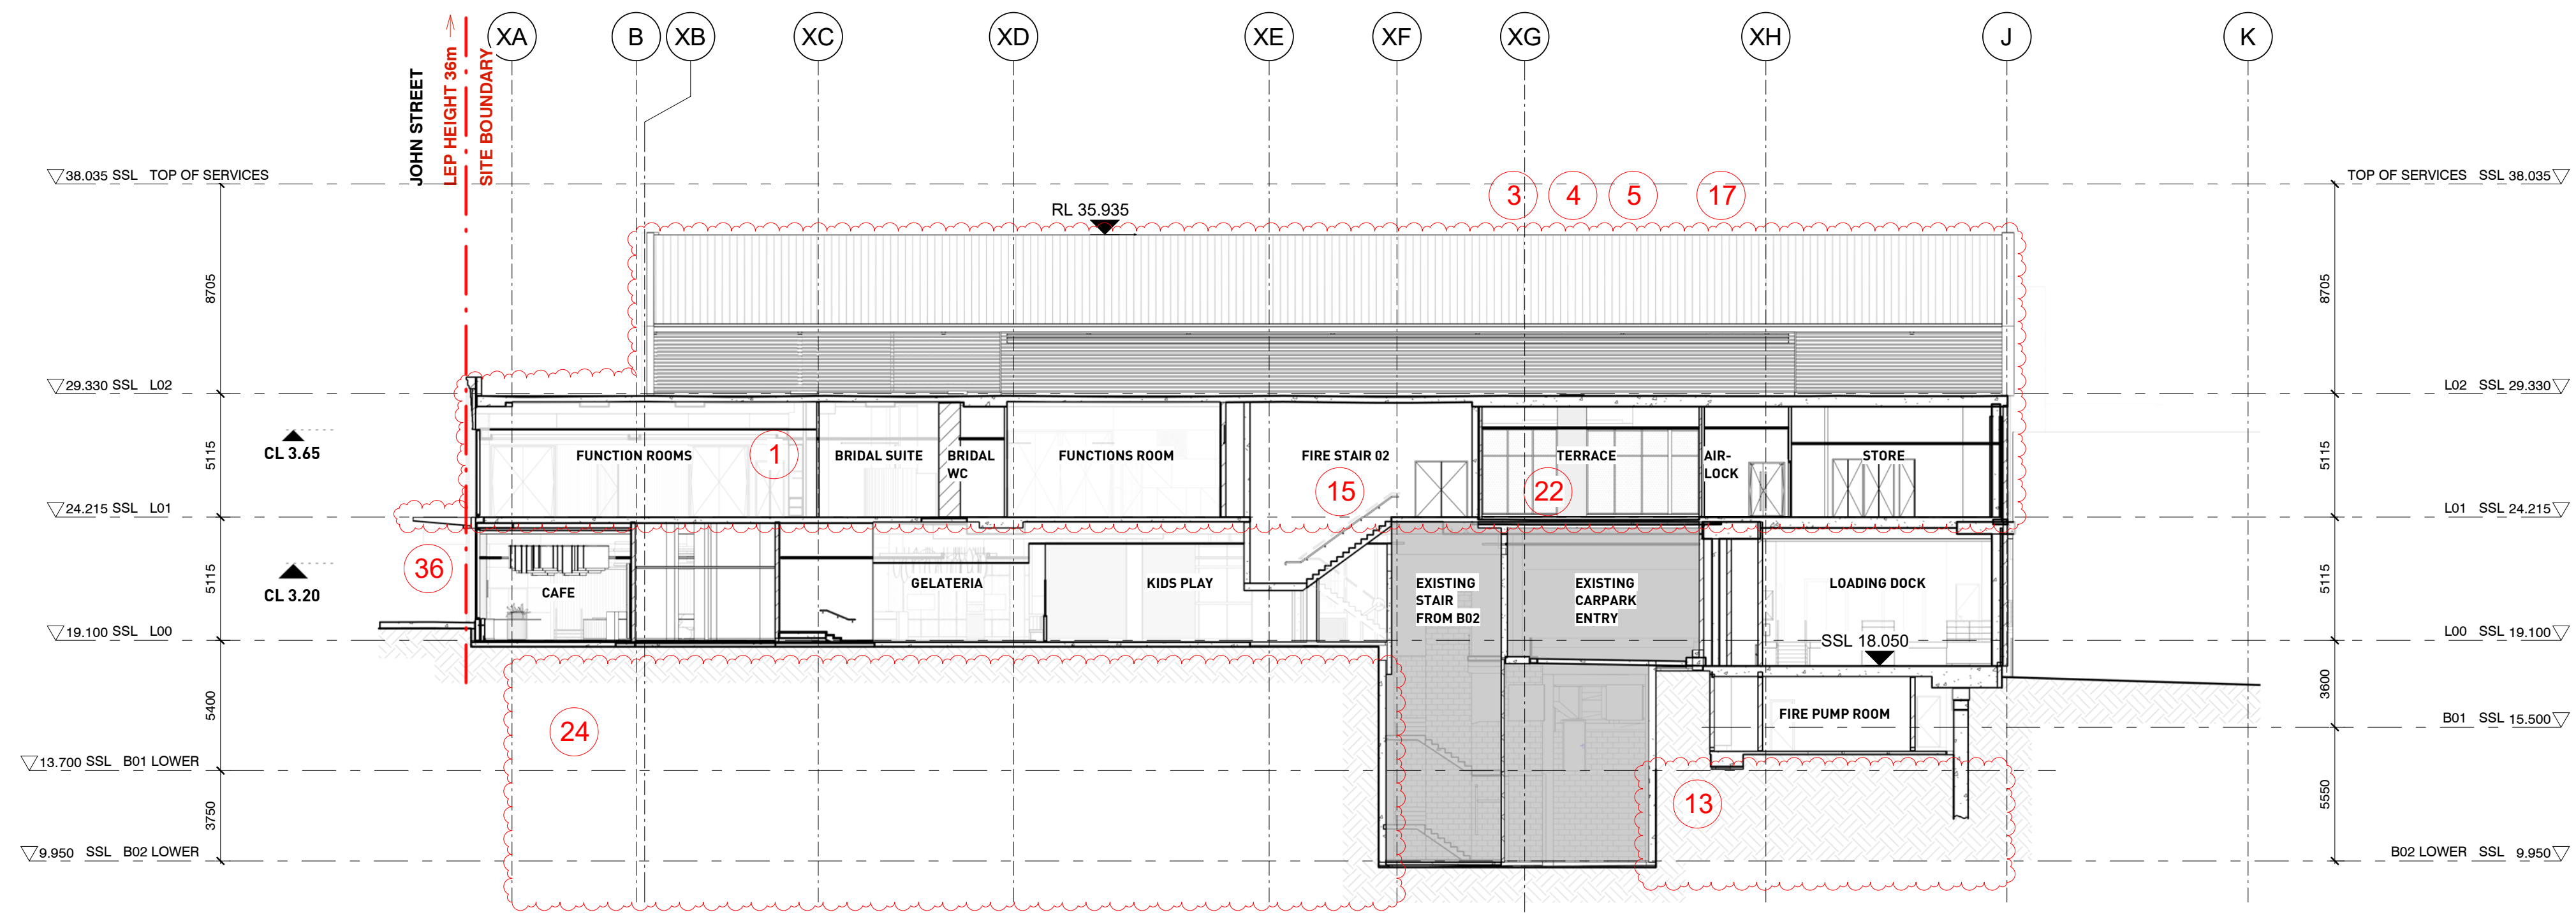 XA
B
XB
XC
XD
XE
XF
XG
XH
J
K
JOHN STREET
LEP HEIGHT 36m
SITE BOUNDARY
38.035 SSL TOP OF SERVICES
TOP OF SERVICES SSL 38.035
3
4
5
17
RL 35.935
8705
8705
29.330 SSL L02
L02 SSL 29.330
CL 3.65
5115
5115
FUNCTION ROOMS
1
BRIDAL SUITE
BRIDAL
WC
FUNCTIONS ROOM
FIRE STAIR 02
15
TERRACE
22
AIR-
LOCK
STORE
24.215 SSL L01
L01 SSL 24.215
36
CL 3.20
5115
5115
CAFE
GELATERIA
KIDS PLAY
EXISTING
STAIR
FROM B02
EXISTING
CARPARK
ENTRY
LOADING DOCK
19.100 SSL L00
L00 SSL 19.100
SSL 18.050
5400
3600
24
FIRE PUMP ROOM
B01 SSL 15.500
13.700 SSL B01 LOWER
13
3750
5550
9.950 SSL B02 LOWER
B02 LOWER SSL 9.950